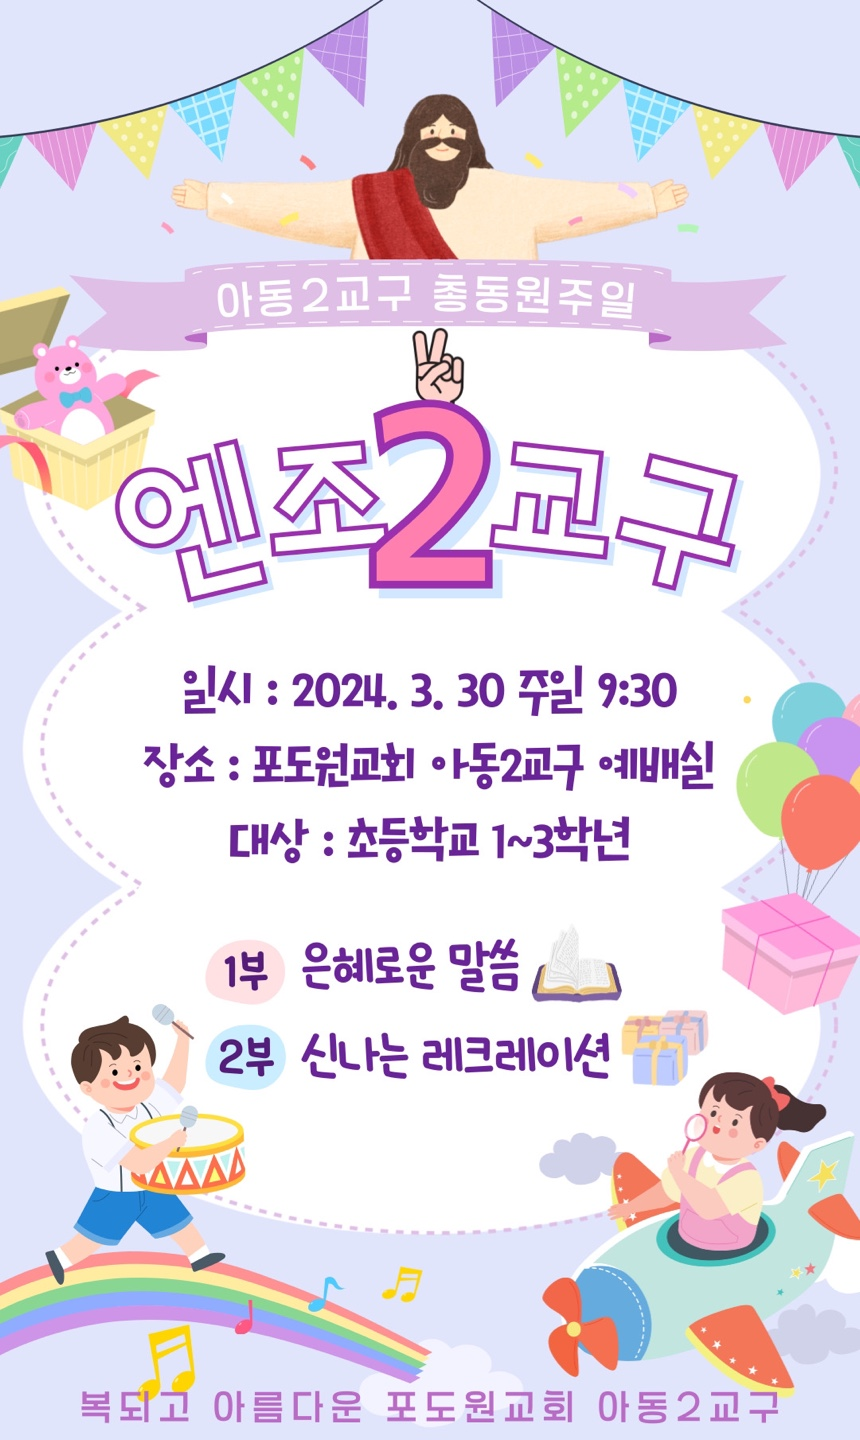 아동2교구 총동원주일
엔조2교구
일시 : 2024. 3. 30 주일 9:30
장소 : 포도원교회 아동2교구 예배실
대상 : 초등학교 1~3학년
1부 은혜로운 말씀
2부 신나는 레크레이션
복되고 아름다운 포도원교회 아동2교구